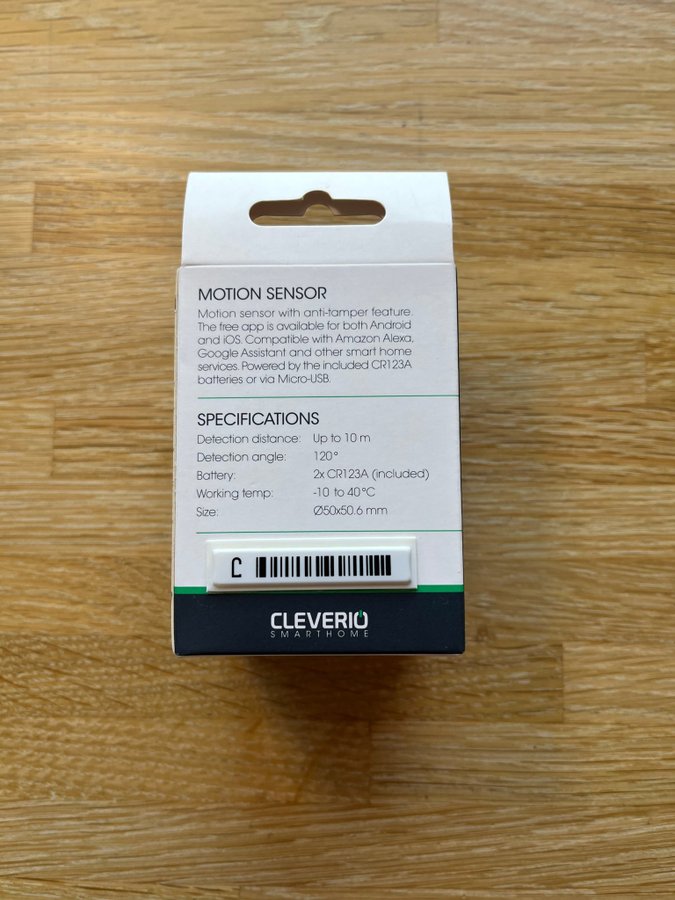 MOTION SENSOR
Motion sensor with anti-tamper feature.
The free app is available for both Android
and iOS. Compatible with Amazon Alexa,
Google Assistant and other smart home
services. Powered by the included CR123A
batteries or via Micro-USB.
SPECIFICATIONS
Detection distance: Up to 10 m
Detection angle: 120°
Battery: 2x CR123A (included)
Working temp: -10 to 40°C
Size: Ø50x50.6 mm
CLEVERIO
SMARTHOME